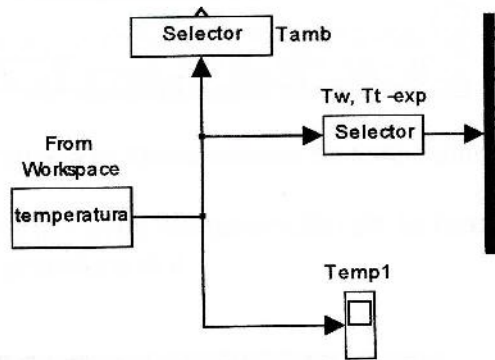 Selector
Tamb
Tw, Tt -exp
Selector
From
Workspace
temperatura
Temp1